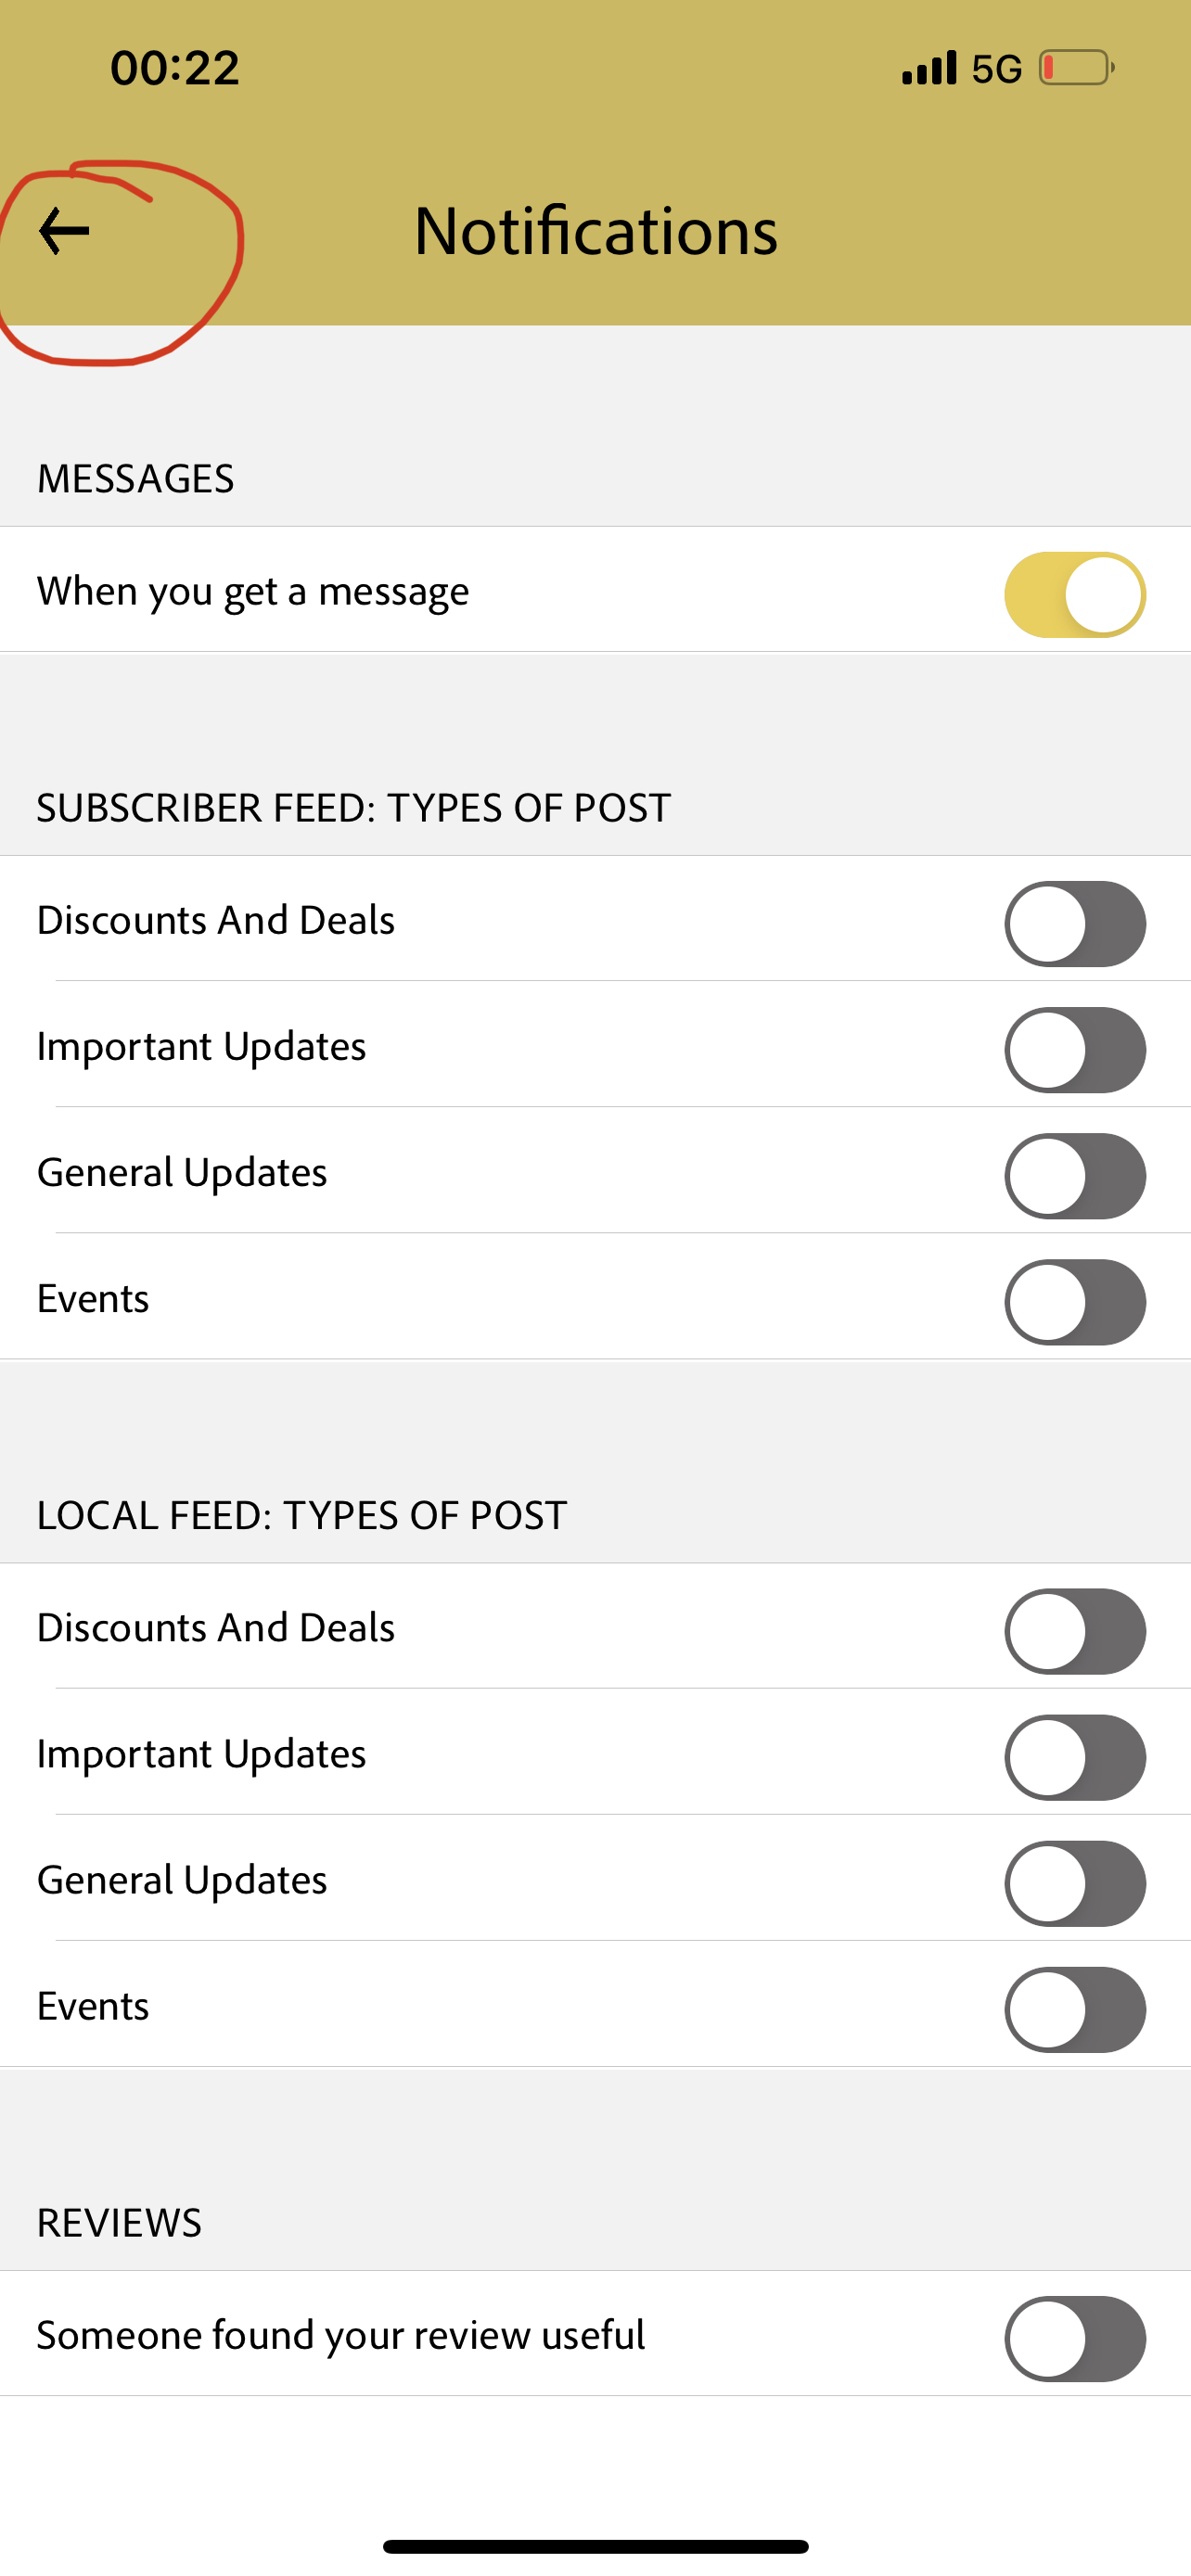 00:22 5G
Notifications
MESSAGES
When you get a message
SUBSCRIBER FEED: TYPES OF POST
Discounts And Deals
Important Updates
General Updates
Events
LOCAL FEED: TYPES OF POST
Discounts And Deals
Important Updates
General Updates
Events
REVIEWS
Someone found your review useful